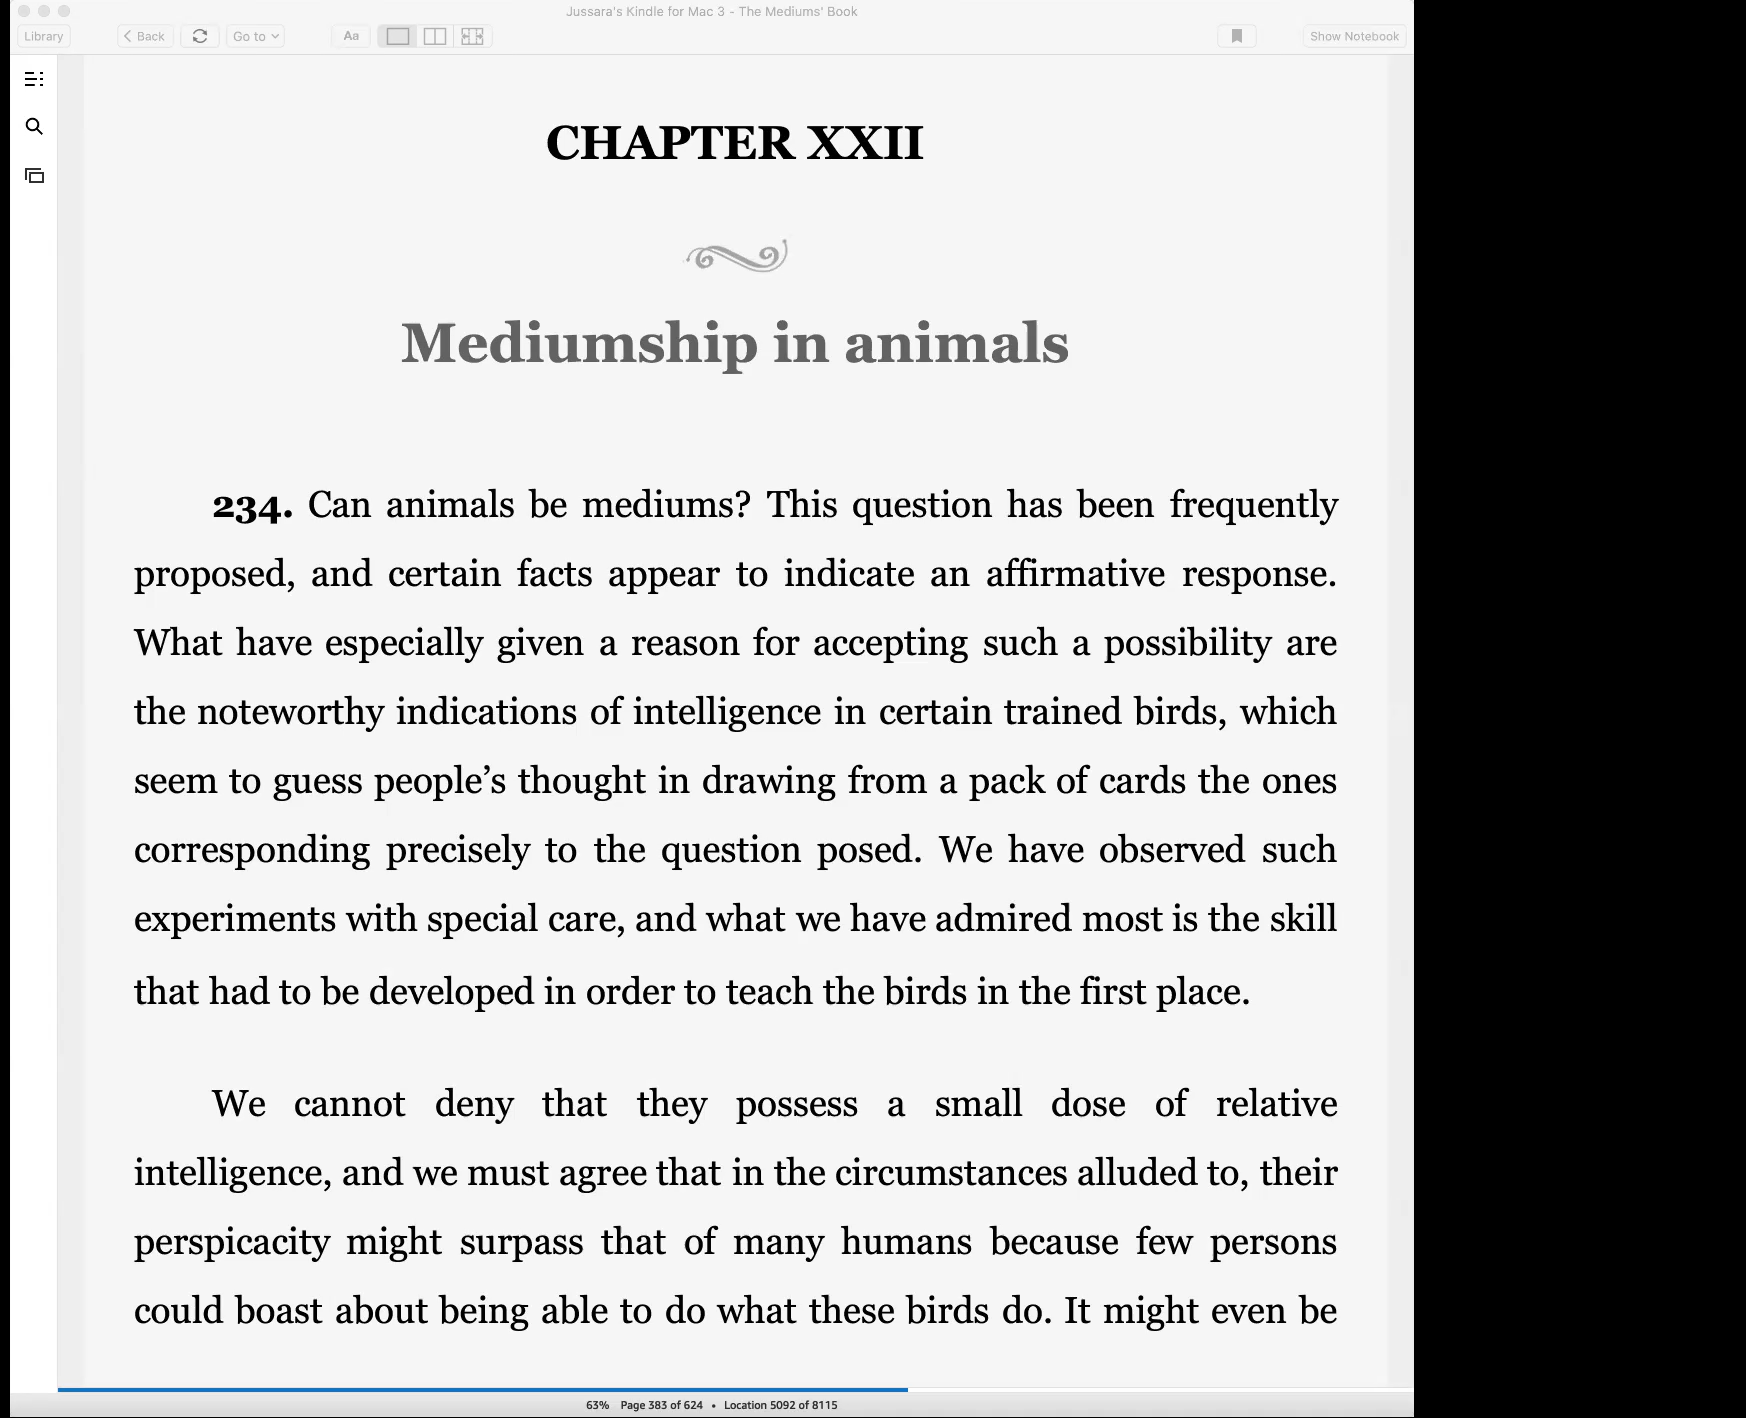 Jussara's Kindle for Mac 3 - The Mediums' Book
Library
Back
Go to
Aa
Show Notebook
CHAPTER XXII
Mediumship in animals
234. Can animals be mediums? This question has been frequently
proposed, and certain facts appear to indicate an affirmative response.
What have especially given a reason for accepting such a possibility are
the noteworthy indications of intelligence in certain trained birds, which
seem to guess people’s thought in drawing from a pack of cards the ones
corresponding precisely to the question posed. We have observed such
experiments with special care, and what we have admired most is the skill
that had to be developed in order to teach the birds in the first place.
We cannot deny that they possess a small dose of relative
intelligence, and we must agree that in the circumstances alluded to, their
perspicacity might surpass that of many humans because few persons
could boast about being able to do what these birds do. It might even be
63% Page 383 of 624 • Location 5092 of 8115